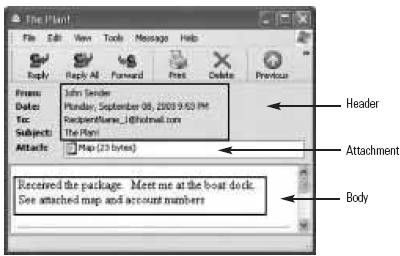 The Plan!
File Edit View Tools Message Help
Reply Reply All Forward Print Delete Previous
From: John Sender
Date: Monday, September 08, 2003 9:53 PM
To: RecipientName_1@hotmail.com
Subject: The Plan!
Attach: Map (23 bytes)
Header
Attachment
Received the package. Meet me at the boat dock.
See attached map and account numbers
Body